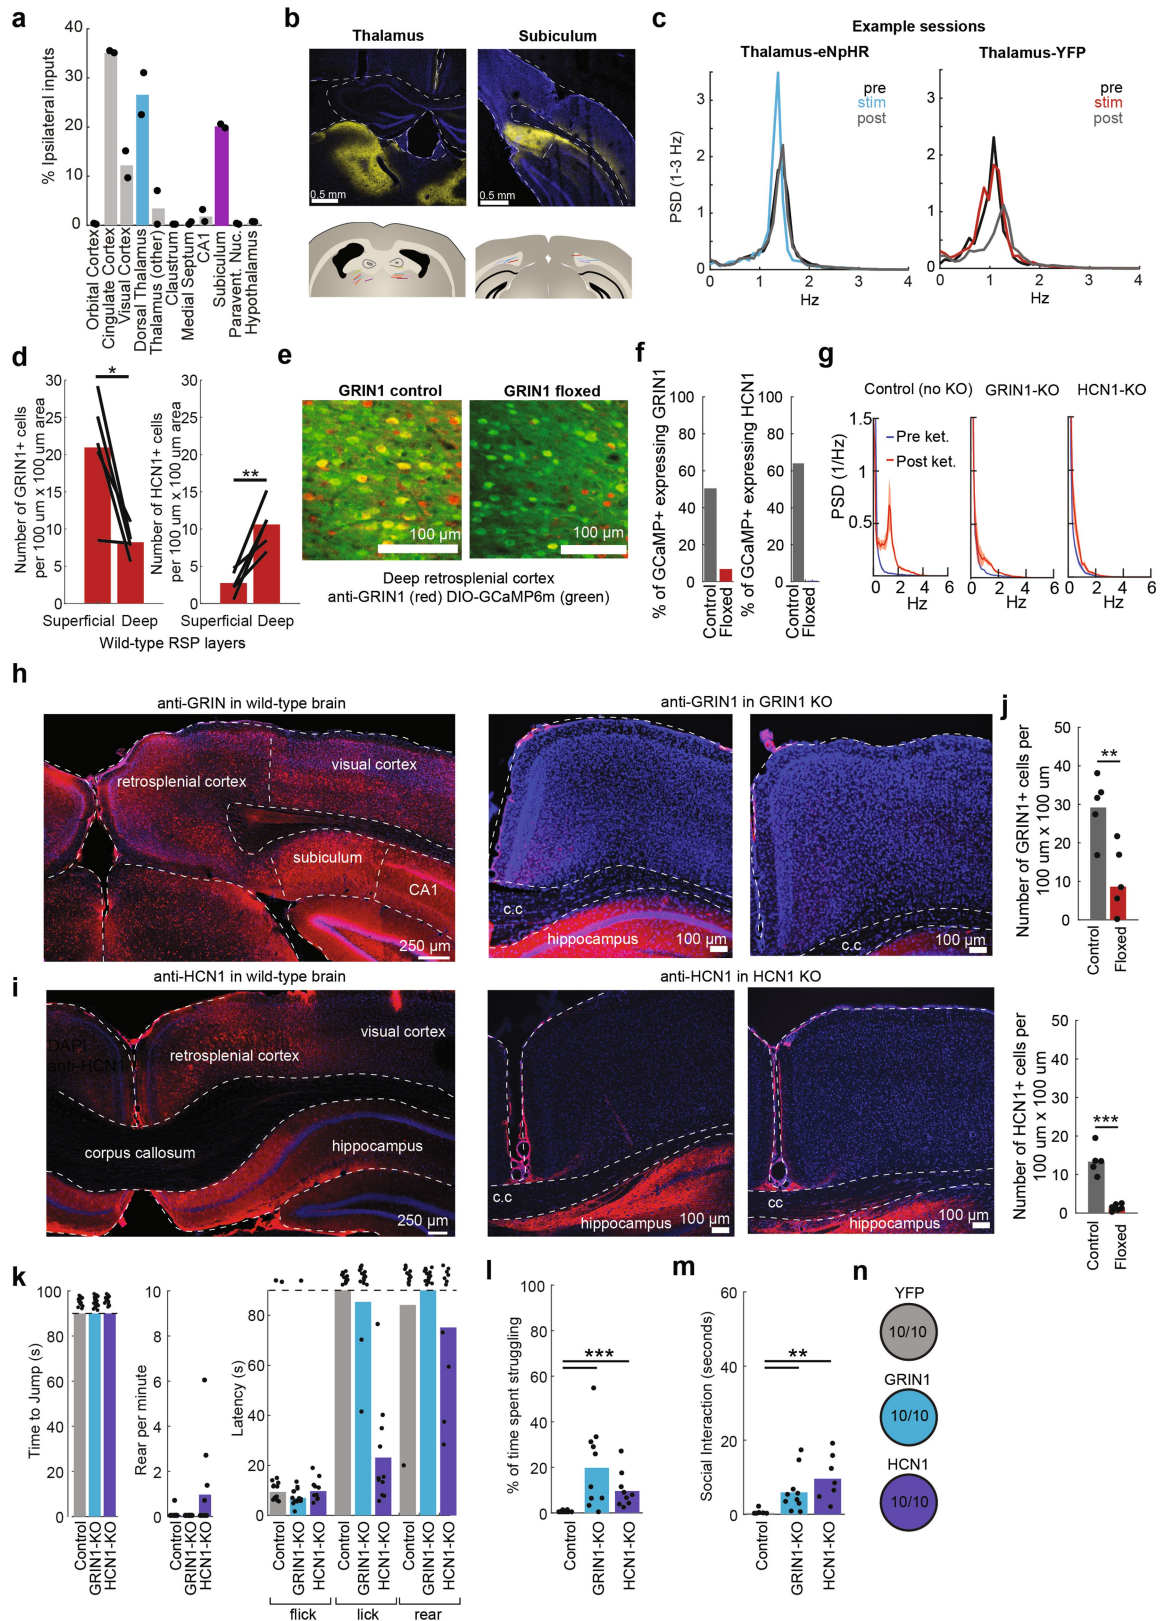 a
% Ipsilateral inputs
40
30
20
10
0
Orbital Cortex
Cingulate Cortex
Visual Cortex
Dorsal Thalamus
Thalamus (other)
Claustrum
Medial Septum
CA1
Subiculum
Paravent. Nuc.
Hypothalamus
b
Thalamus
Subiculum
0.5 mm
0.5 mm
c
Example sessions
Thalamus-eNpHR
Thalamus-YFP
PSD (1-3 Hz)
3
2
1
0
pre
stim
post
0 1 2 3 4
Hz
3
2
1
0
pre
stim
post
0 1 2 3 4
Hz
d
Number of GRIN1+ cells
per 100 um x 100 um area
30
25
20
15
10
5
0
*
Superficial Deep
Number of HCN1+ cells
per 100 um x 100 um area
30
25
20
15
10
5
0
**
Superficial Deep
Wild-type RSP layers
e
GRIN1 control
GRIN1 floxed
100 µm
100 µm
Deep retrosplenial cortex
anti-GRIN1 (red) DIO-GCaMP6m (green)
f
% of GCaMP+ expressing GRIN1
100
80
60
40
20
0
Control
Floxed
% of GCaMP+ expressing HCN1
100
80
60
40
20
0
Control
Floxed
g
Control (no KO)
GRIN1-KO
HCN1-KO
PSD (1/Hz)
1.5
1
0.5
Pre ket.
Post ket.
0 2 4 6
Hz
0 2 4 6
Hz
0 2 4 6
Hz
h
anti-GRIN in wild-type brain
anti-GRIN1 in GRIN1 KO
retrosplenial cortex
visual cortex
subiculum
CA1
250 µm
c.c
hippocampus
100 µm
c.c
100 µm
i
anti-HCN1 in wild-type brain
anti-HCN1 in HCN1 KO
DAPI
anti-HCN1
retrosplenial cortex
visual cortex
corpus callosum
hippocampus
250 µm
c.c
hippocampus
100 µm
cc
hippocampus
100 µm
j
Number of GRIN1+ cells per
100 um x 100 um
50
40
30
20
10
0
**
Control
Floxed
Number of HCN1+ cells per
100 um x 100 um
50
40
30
20
10
0
***
Control
Floxed
k
Time to Jump (s)
100
80
60
40
20
0
Control
GRIN1-KO
HCN1-KO
Rear per minute
10
8
6
4
2
0
Control
GRIN1-KO
HCN1-KO
Latency (s)
100
80
60
40
20
0
Control
GRIN1-KO
HCN1-KO
flick
Control
GRIN1-KO
HCN1-KO
lick
Control
GRIN1-KO
HCN1-KO
rear
l
% of time spent struggling
100
80
60
40
20
0
***
Control
GRIN1-KO
HCN1-KO
m
Social Interaction (seconds)
60
40
20
0
**
Control
GRIN1-KO
HCN1-KO
n
YFP
10/10
GRIN1
10/10
HCN1
10/10